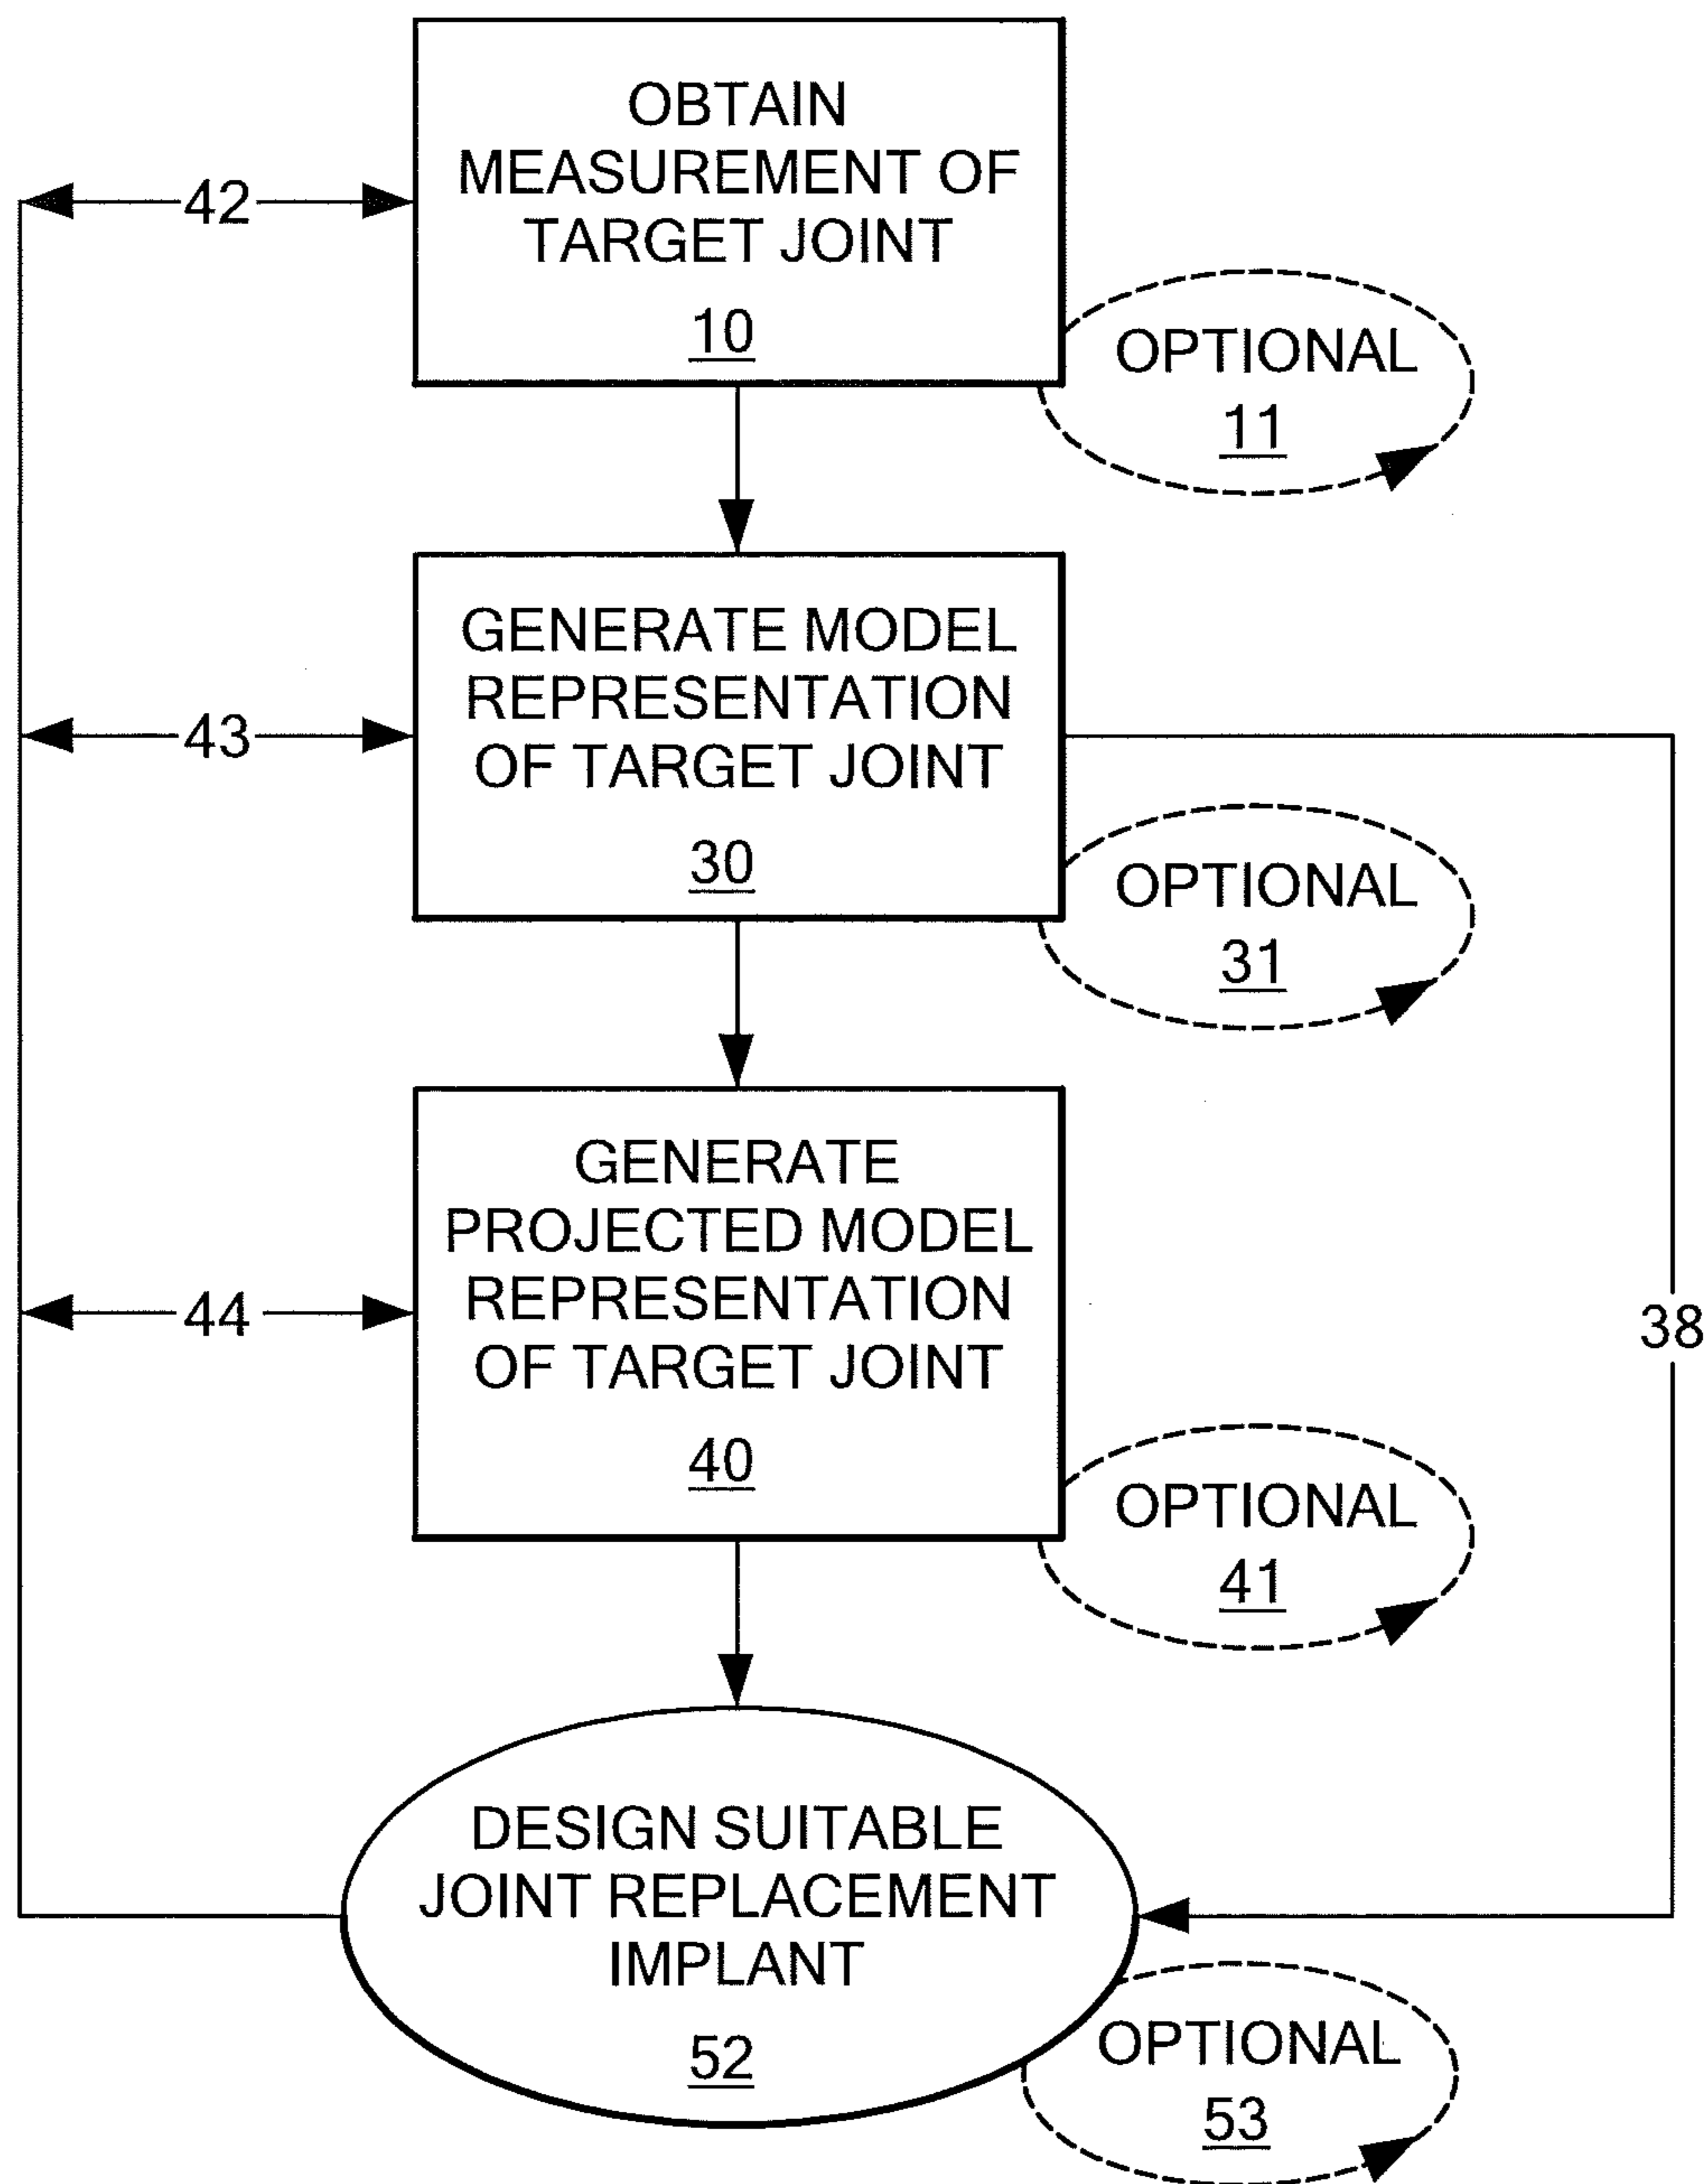 OBTAIN
MEASUREMENT OF
TARGET JOINT
10
42
OPTIONAL
11
GENERATE MODEL
REPRESENTATION
OF TARGET JOINT
30
43
OPTIONAL
31
GENERATE
PROJECTED MODEL
REPRESENTATION
OF TARGET JOINT
40
44
38
OPTIONAL
41
DESIGN SUITABLE
JOINT REPLACEMENT
IMPLANT
52
OPTIONAL
53